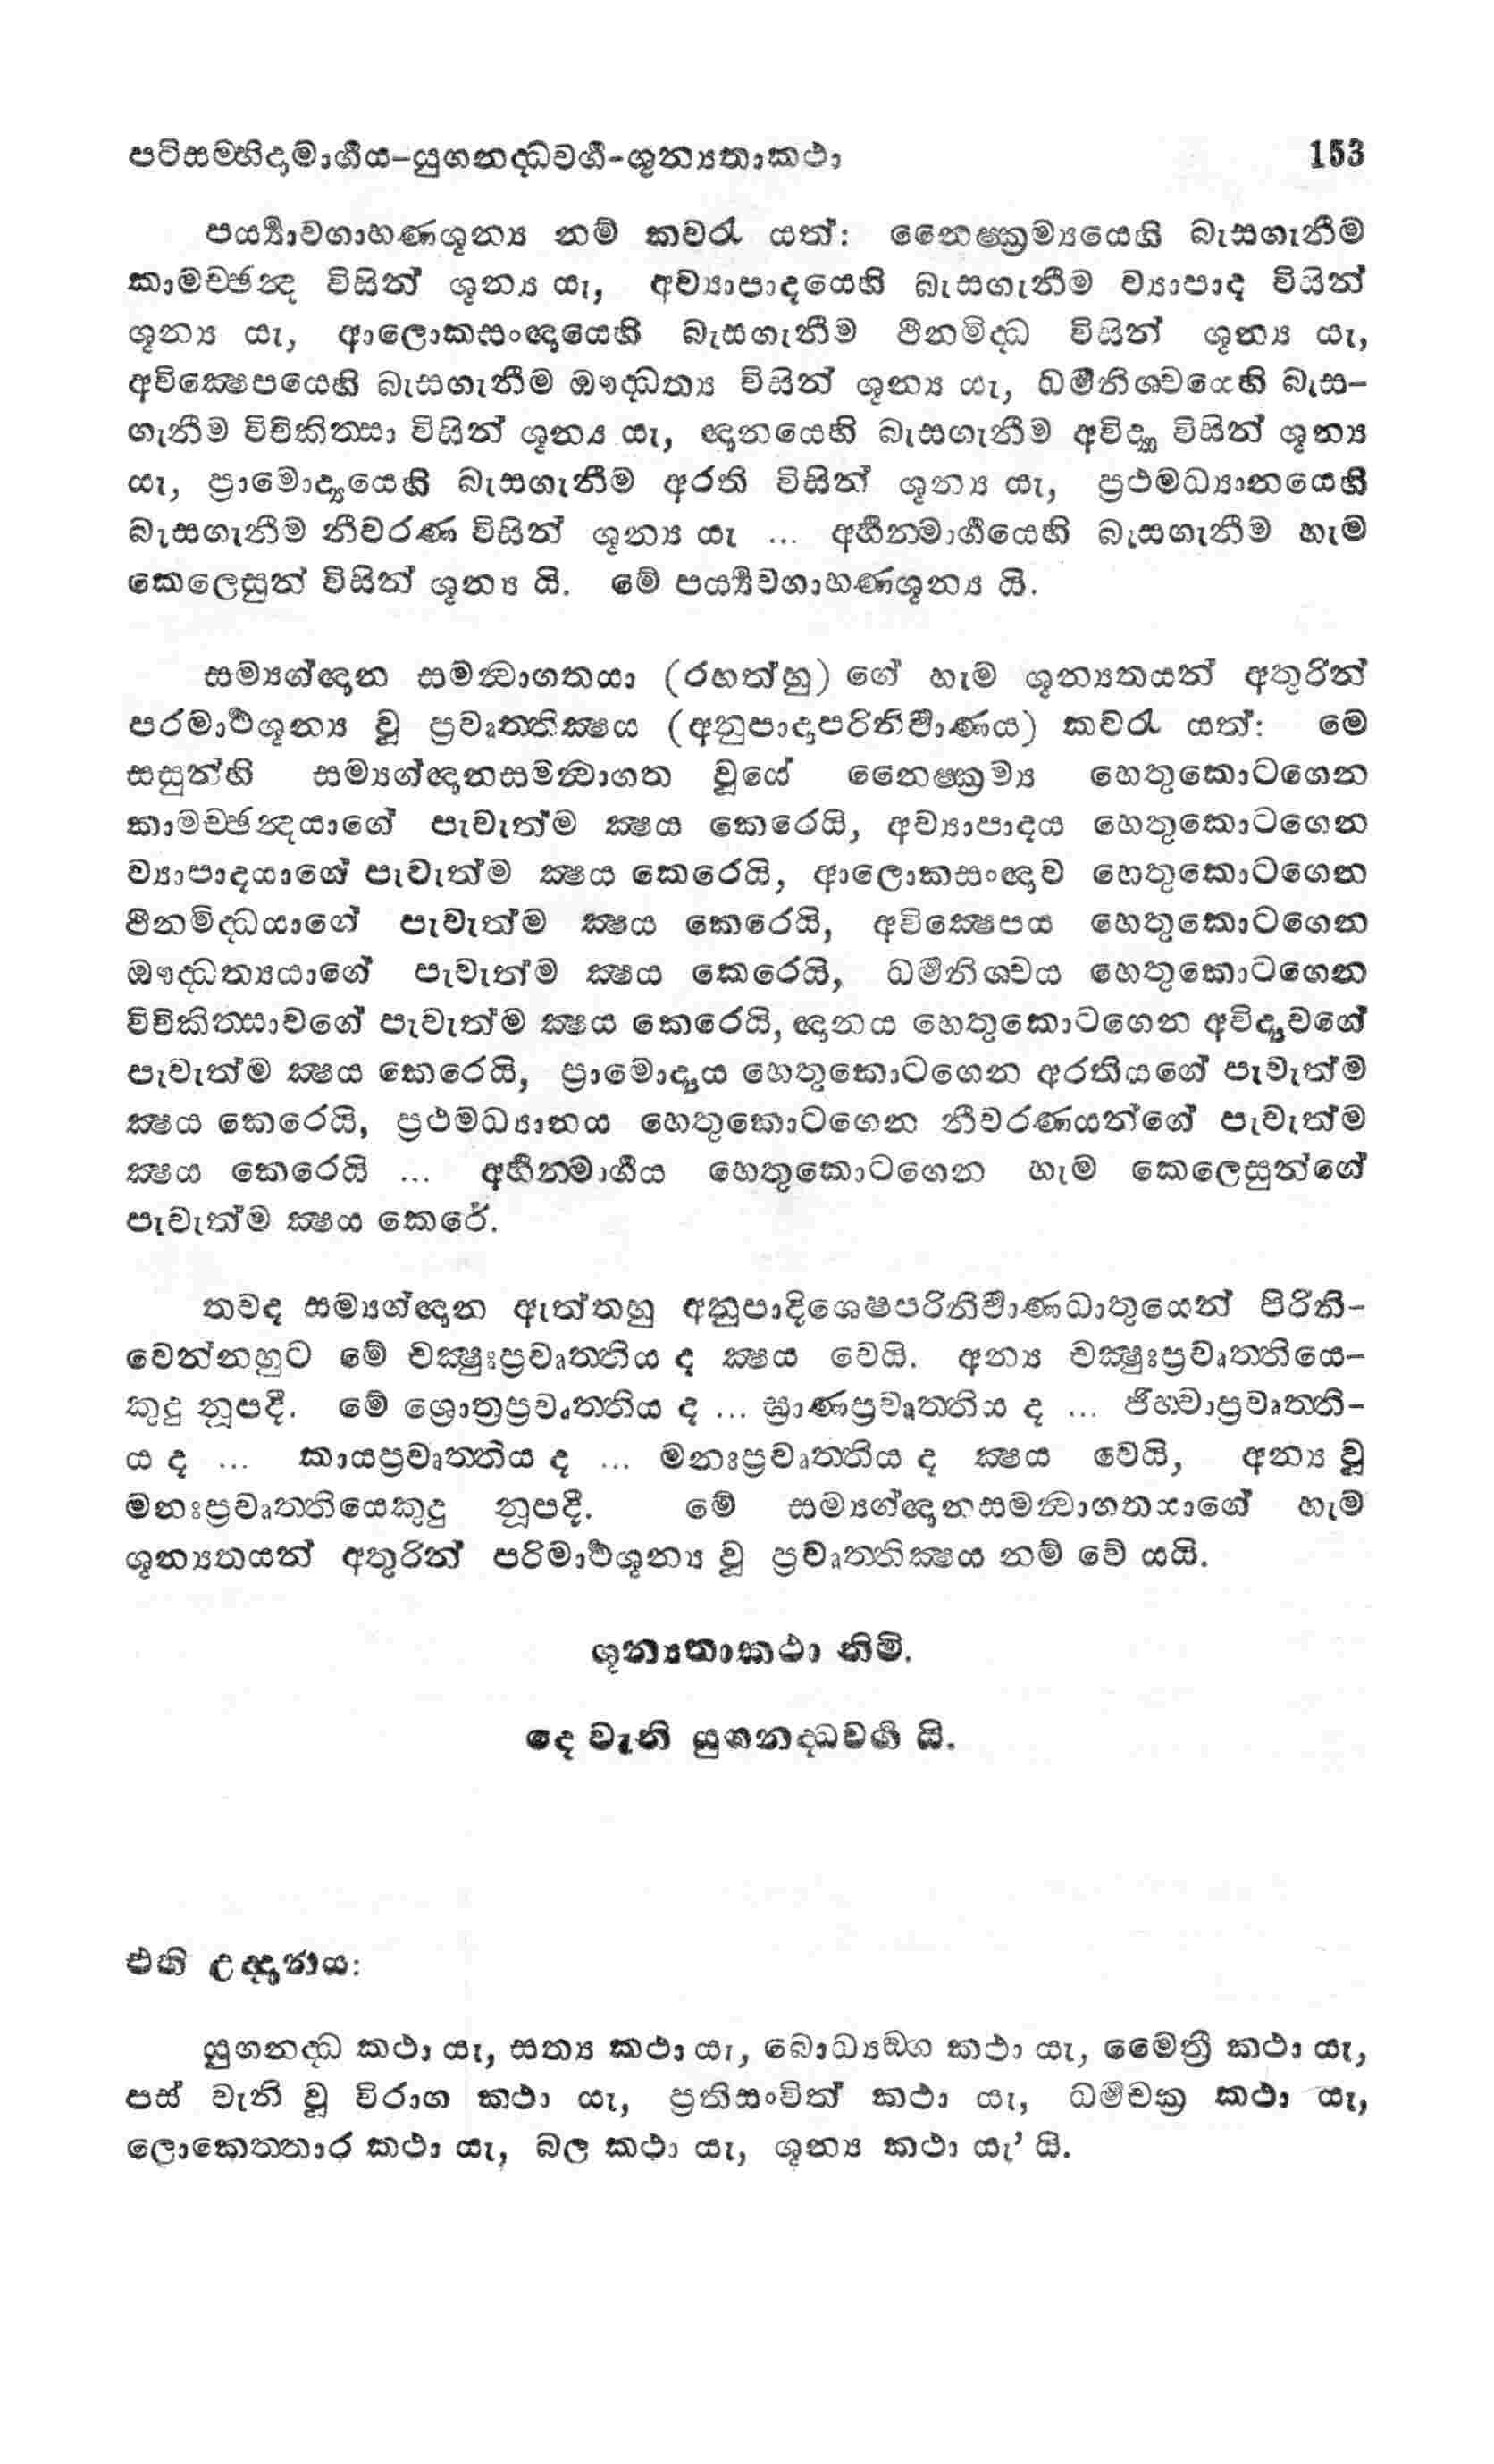 පටිසම්භිදාමාර්ගය-යුගනද්ධවර්ග-ශූන්‍යතාකථා 153
පර්‍ය්‍යාවගාහණශූන්‍ය නම් කවරැ යත්: නෛෂ්ක්‍රම්‍යයෙහි බැසගැනීම
කාමච්ඡන්‍ද විසින් ශූන්‍ය යැ, අව්‍යාපාදයෙහි බැසගැනීම ව්‍යාපාද විසින්
ශූන්‍ය යැ, ආලොකසංඥායෙහි බැසගැනීම ථීනමිද්ධ විසින් ශූන්‍ය යැ,
අවික්‍ෂෙපයෙහි බැසගැනීම ඖද්ධත්‍ය විසින් ශූන්‍ය යැ, ධර්මනිශ්චයෙහි බැස-
ගැනීම විචිකිත්සා විසින් ශූන්‍ය යැ, ඥානයෙහි බැසගැනීම අවිද්‍යා විසින් ශූන්‍ය
යැ, ප්‍රාමොද්‍යයෙහි බැසගැනීම අරති විසින් ශූන්‍ය යැ, ප්‍රථමධ්‍යානයෙහි
බැසගැනීම නීවරණ විසින් ශූන්‍ය යැ ... අර්හත්මාර්ගයෙහි බැසගැනීම හැම
කෙලෙසුන් විසින් ශූන්‍ය යි. මේ පර්‍ය්‍යවගාහණශූන්‍ය යි.
සම්‍යග්ඥාන සමන්‍වාගතයා (රහත්හු) ගේ හැම ශූන්‍යතයන් අතුරින්
පරමාර්ථශූන්‍ය වූ ප්‍රවෘත්තික්‍ෂය (අනුපාදාපරිනිර්වාණය) කවරැ යත්: මෙ
සසුන්හි සම්‍යග්ඥානසමන්‍වාගත වූයේ නෛෂ්ක්‍රම්‍ය හෙතුකොටගෙන
කාමච්ඡන්‍දයාගේ පැවැත්ම ක්‍ෂය කෙරෙයි, අව්‍යාපාදය හෙතුකොටගෙන
ව්‍යාපාදයාගේ පැවැත්ම ක්‍ෂය කෙරෙයි, ආලොකසංඥාව හෙතුකොටගෙන
ථීනමිද්ධයාගේ පැවැත්ම ක්‍ෂය කෙරෙයි, අවික්‍ෂෙපය හෙතුකොටගෙන
ඖද්ධත්‍යයාගේ පැවැත්ම ක්‍ෂය කෙරෙයි, ධර්මනිශ්චය හෙතුකොටගෙන
විචිකිත්සාවගේ පැවැත්ම ක්‍ෂය කෙරෙයි, ඥානය හෙතුකොටගෙන අවිද්‍යාවගේ
පැවැත්ම ක්‍ෂය කෙරෙයි, ප්‍රාමොද්‍යය හෙතුකොටගෙන අරතියගේ පැවැත්ම
ක්‍ෂය කෙරෙයි, ප්‍රථමධ්‍යානය හෙතුකොටගෙන නීවරණයන්ගේ පැවැත්ම
ක්‍ෂය කෙරෙයි ... අර්හත්මාර්ගය හෙතුකොටගෙන හැම කෙලෙසුන්ගේ
පැවැත්ම ක්‍ෂය කෙරේ.
තවද සම්‍යග්ඥාන ඇත්තහු අනුපාදිශෙෂපරිනිර්වාණධාතුයෙන් පිරිනි-
වෙන්නහුට මේ චක්‍ෂුඃප්‍රවෘත්තිය ද ක්‍ෂය වෙයි. අන්‍ය චක්‍ෂුඃප්‍රවෘත්තියෙ-
කුදු නූපදී. මේ ශ්‍රොත්‍රප්‍රවෘත්තිය ද ... ඝ්‍රාණප්‍රවෘත්තිය ද ... ජිහ්වාප්‍රවෘත්ති-
ය ද ... කායප්‍රවෘත්තිය ද ... මනඃප්‍රවෘත්තිය ද ක්‍ෂය වෙයි, අන්‍ය වූ
මනඃප්‍රවෘත්තියෙකුදු නූපදී. මේ සම්‍යග්ඥානසමන්‍වාගතයාගේ හැම
ශූන්‍යතයන් අතුරින් පරිමාර්ථශූන්‍ය වූ ප්‍රවෘත්තික්‍ෂය නම් වේ යයි.
ශූන්‍යතාකථා නිමි.
දෙ වැනි යුගනද්ධවර්ග යි.
එහි උද්දානය:
යුගනද්ධ කථා යැ, සත්‍ය කථා යැ, බොධ්‍යඞ්ග කථා යැ, මෛත්‍රී කථා යැ,
පස් වැනි වූ විරාග කථා යැ, ප්‍රතිසංවිත් කථා යැ, ධර්මචක්‍ර කථා යැ,
ලොකෙත්තාර කථා යැ, බල කථා යැ, ශූන්‍ය කථා යැ’ යි.